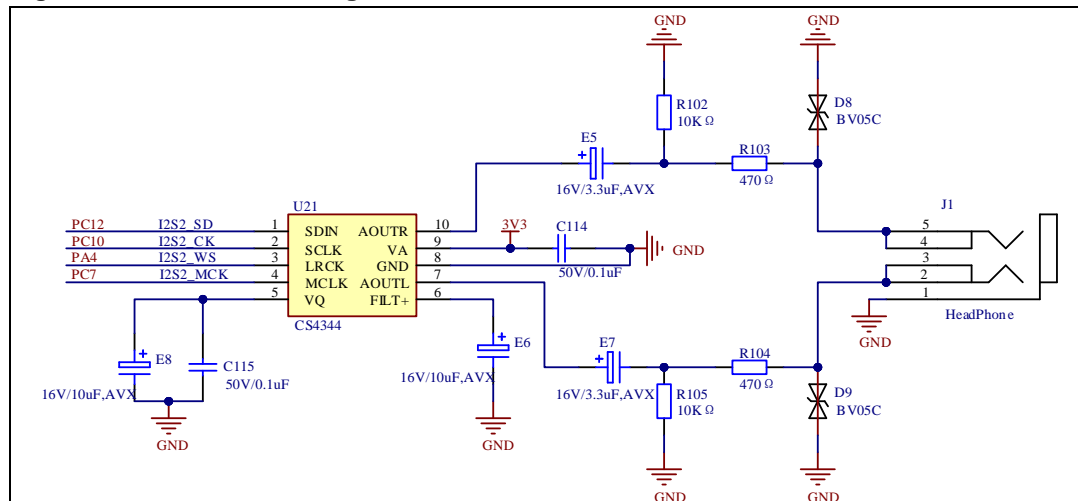 GND
GND
R102
10KΩ
D8
BV05C
E5
+
R103
16V/3.3uF,AVX
470Ω
U21
J1
PC12 I2S2_SD 1 SDIN AOUTR 10
3V3
C114
5
PC10 I2S2_CK 2 SCLK VA 9
4
PA4 I2S2_WS 3 LRCK GND 8
GND
3
PC7 I2S2_MCK 4 MCLK AOUTL 7
50V/0.1uF
2
5 VQ FILT+ 6
1
CS4344
HeadPhone
GND
+
E8
C115
50V/0.1uF
16V/10uF,AVX
+
E6
16V/10uF,AVX
E7
+
R104
16V/3.3uF,AVX
470Ω
R105
10KΩ
D9
BV05C
GND
GND
GND
GND